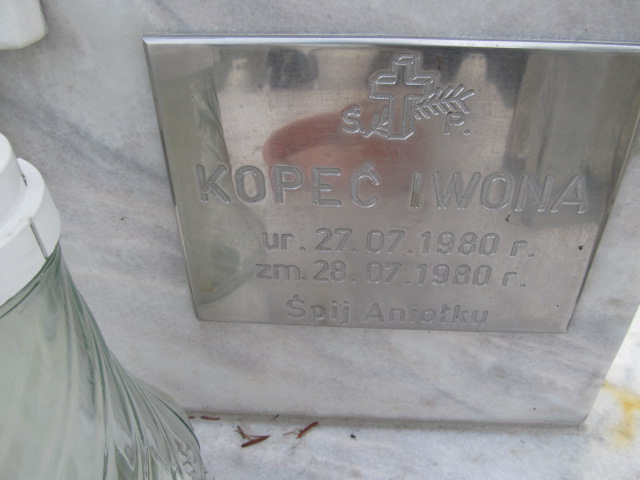 Ś. P.
KOPEĆ IWONA
ur. 27.07.1980 r.
zm. 28.07.1980 r.
Śpij Aniołku